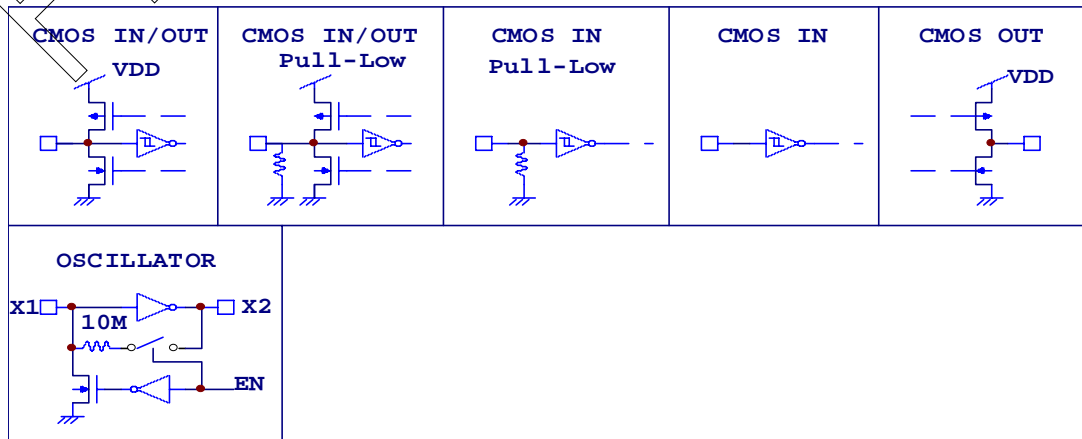 CMOS IN/OUT
VDD
CMOS IN/OUT
Pull-Low
CMOS IN
Pull-Low
CMOS IN
CMOS OUT
VDD
OSCILLATOR
X1
X2
10M
EN